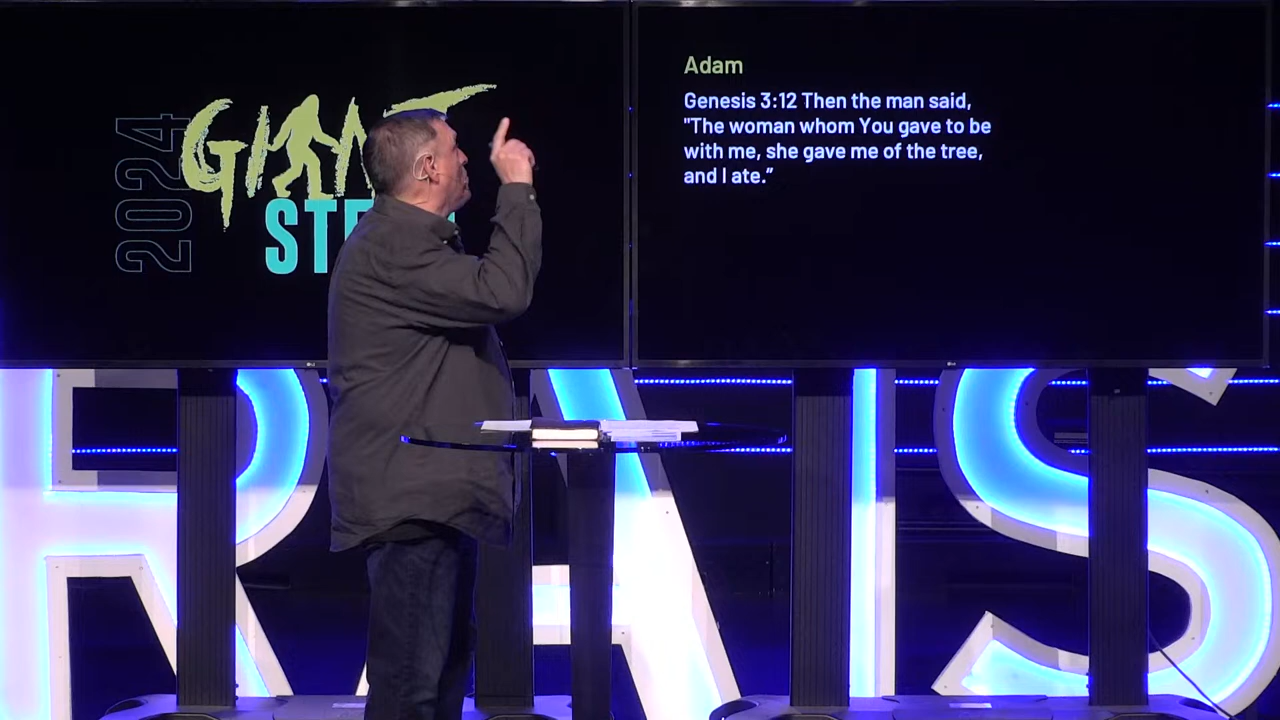 2024
GIANT
Adam
Genesis 3:12 Then the man said,
"The woman whom You gave to be
with me, she gave me of the tree,
and I ate.”